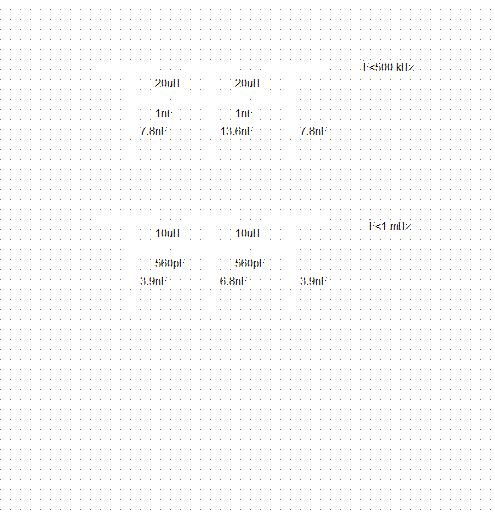 F<500 kHz
20uH 20uH
1nF 1nF
7.8nF 13.6nF 7.8nF
F<1 mHz
10uH 10uH
560pF 560pF
3.9nF 6.8nF 3.9nF